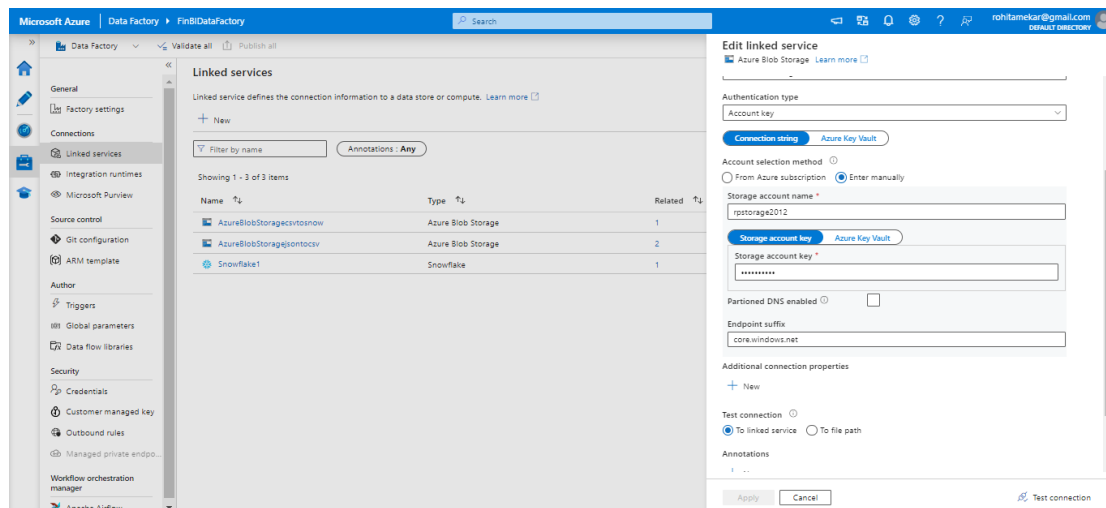 Microsoft Azure
Data Factory
FinBIDataFactory
Search
rohitamekar@gmail.com
DEFAULT DIRECTORY
Data Factory
Validate all
Publish all
General
Factory settings
Connections
Linked services
Integration runtimes
Microsoft Purview
Source control
Git configuration
ARM template
Author
Triggers
Global parameters
Data flow libraries
Security
Credentials
Customer managed key
Outbound rules
Managed private endpo...
Workflow orchestration
manager
Apache Airflow
Linked services
Linked service defines the connection information to a data store or compute. Learn more
New
Filter by name
Annotations : Any
Showing 1 - 3 of 3 items
Name Type Related
AzureBlobStoragecsvtosnow Azure Blob Storage 1
AzureBlobStoragejsontocsv Azure Blob Storage 2
Snowflake1 Snowflake 1
Edit linked service
Azure Blob Storage Learn more
Authentication type
Account key
Connection string Azure Key Vault
Account selection method
From Azure subscription Enter manually
Storage account name *
rpstorage2012
Storage account key Azure Key Vault
Storage account key *
••••••••••
Partioned DNS enabled
Endpoint suffix
core.windows.net
Additional connection properties
New
Test connection
To linked service To file path
Annotations
Apply Cancel Test connection